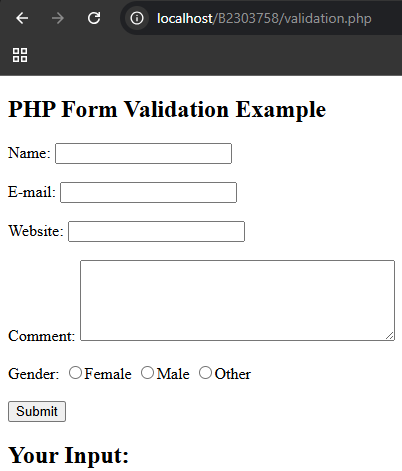 localhost/B2303758/validation.php
PHP Form Validation Example
Name:
E-mail:
Website:
Comment:
Gender: Female Male Other
Submit
Your Input: